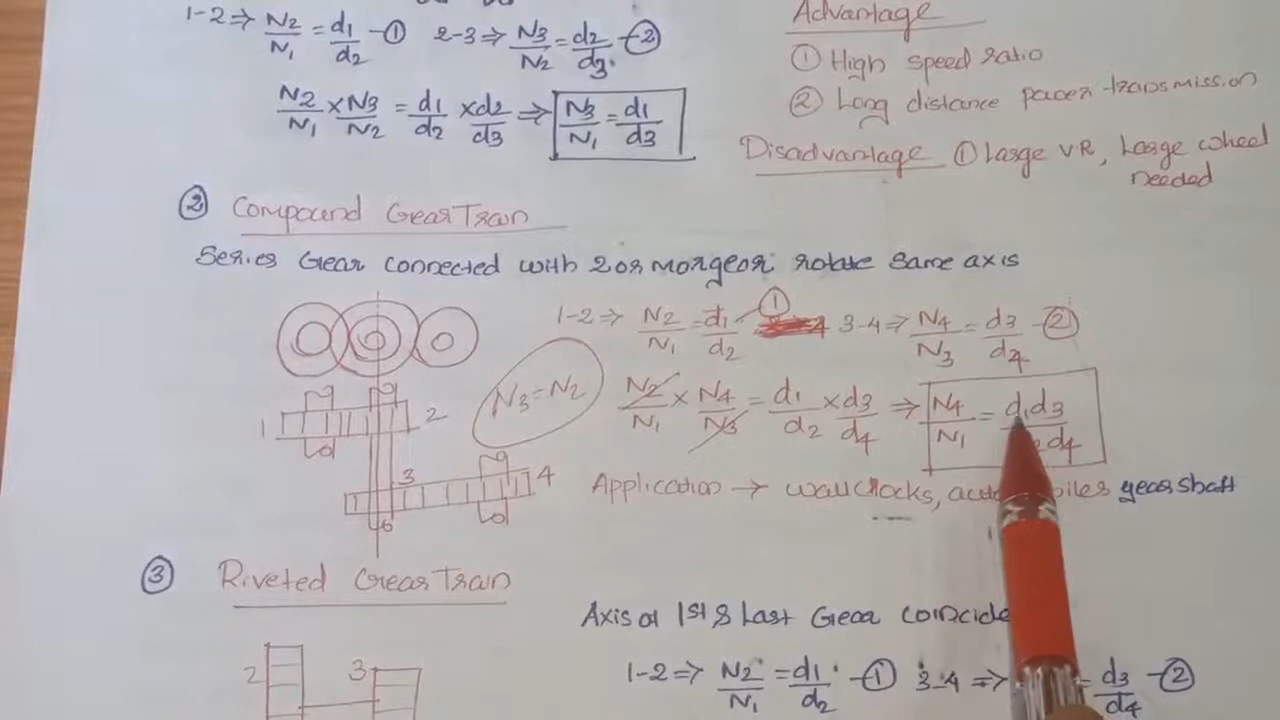 1-2 ⇒ N2/N1 = d1/d2 - ① 2-3 ⇒ N3/N2 = d2/d3 - ②
N2/N1 × N3/N2 = d1/d2 × d2/d3 ⇒ N3/N1 = d1/d3
Advantage
① High speed ratio
② Long distance power transmission
Disadvantage ① Large VR, Large wheel
needed
② Compound Gear Train
Series Gear connected with 2 or mor gear rotate same axis
1-2 ⇒ N2/N1 = d1/d2 - ① 3-4 ⇒ N4/N3 = d3/d4 - ②
N3 = N2
N2/N1 × N4/N3 = d1/d2 × d3/d4 ⇒ N4/N1 = d1d3/2d4
1 2
3 4
6
Application → wall clocks, gear shaft
③ Riveted Gear Train
Axis of 1st & Last Gear coincide
2 3
1-2 ⇒ N2/N1 = d1/d2 - ① 3-4 ⇒ = d3/d4 - ②